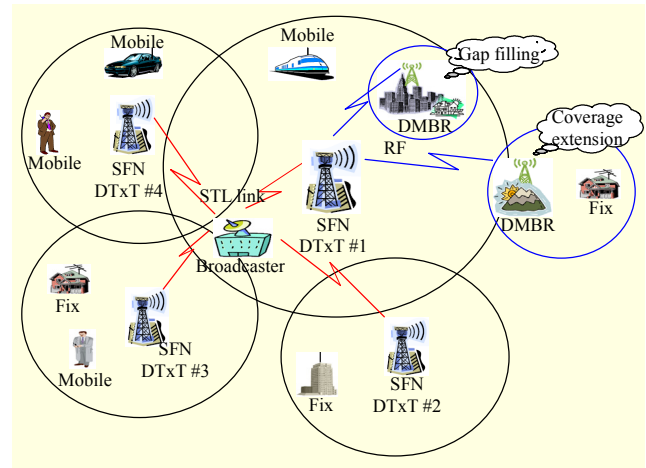 Mobile
Mobile
Gap filling
DMBR
RF
Coverage
extension
Mobile
SFN
DTxT #4
STL link
SFN
DTxT #1
DMBR
Fix
Broadcaster
Fix
SFN
DTxT #3
Mobile
SFN
DTxT #2
Fix